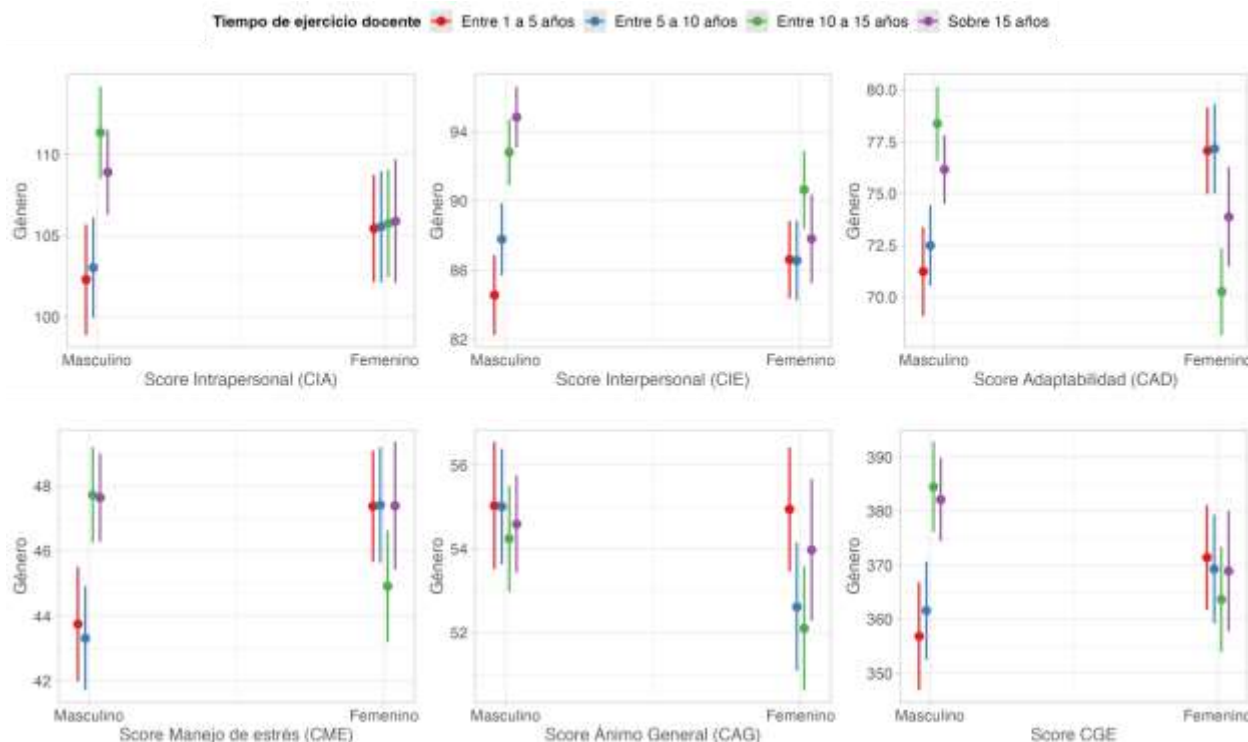 Tiempo de ejercicio docente Entre 1 a 5 años Entre 5 a 10 años Entre 10 a 15 años Sobre 15 años
Género
110
105
100
Masculino Femenino
Score Intrapersonal (CIA)
Género
94
90
86
82
Masculino Femenino
Score Interpersonal (CIE)
Género
80.0
77.5
75.0
72.5
70.0
Masculino Femenino
Score Adaptabilidad (CAD)
Género
48
46
44
42
Masculino Femenino
Score Manejo de estrés (CME)
Género
56
54
52
Masculino Femenino
Score Ánimo General (CAG)
Género
390
380
370
360
350
Masculino Femenino
Score CGE